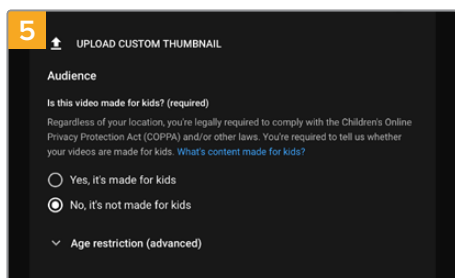 5
UPLOAD CUSTOM THUMBNAIL
Audience
Is this video made for kids? (required)
Regardless of your location, you're legally required to comply with the Children's Online
Privacy Protection Act (COPPA) and/or other laws. You're required to tell us whether
your videos are made for kids. What's content made for kids?
Yes, it's made for kids
No, it's not made for kids
Age restriction (advanced)